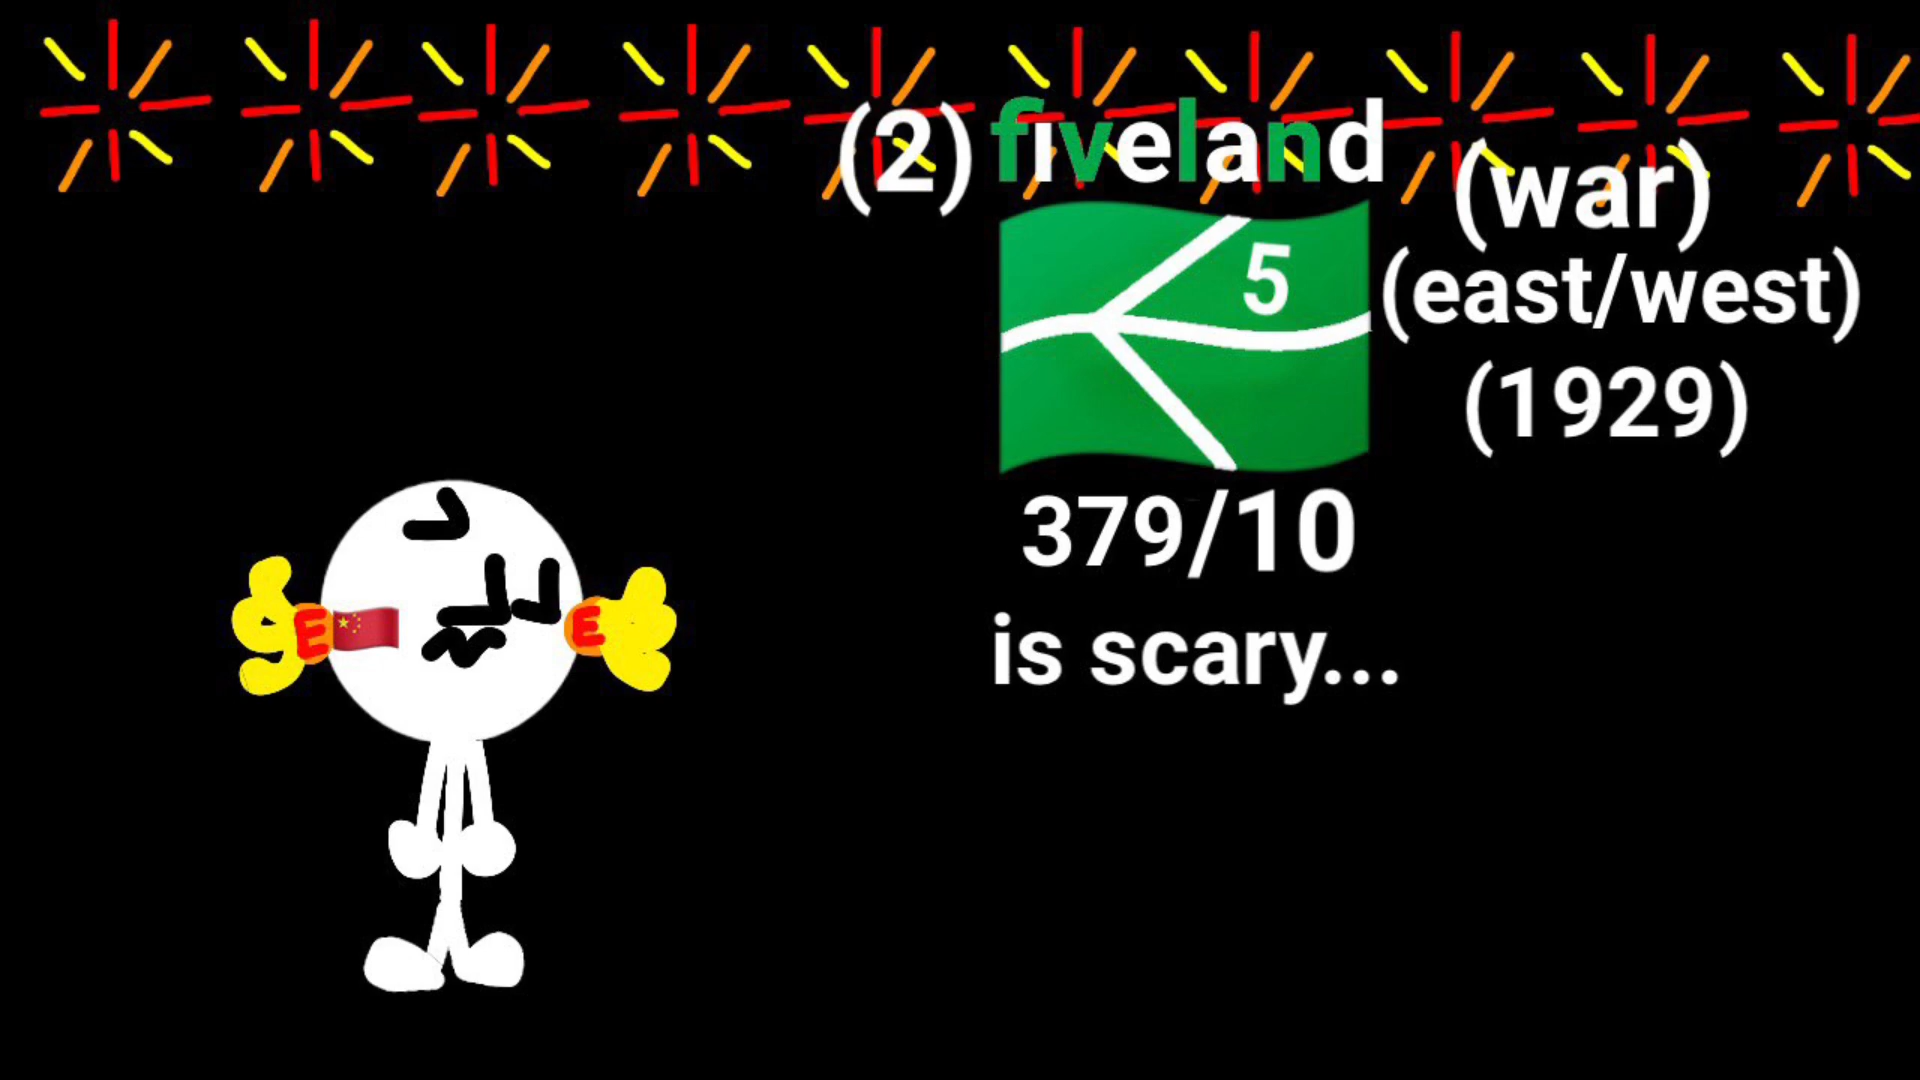 (2) fiveland
(war)
5
(east/west)
(1929)
379/10
E E
is scary...